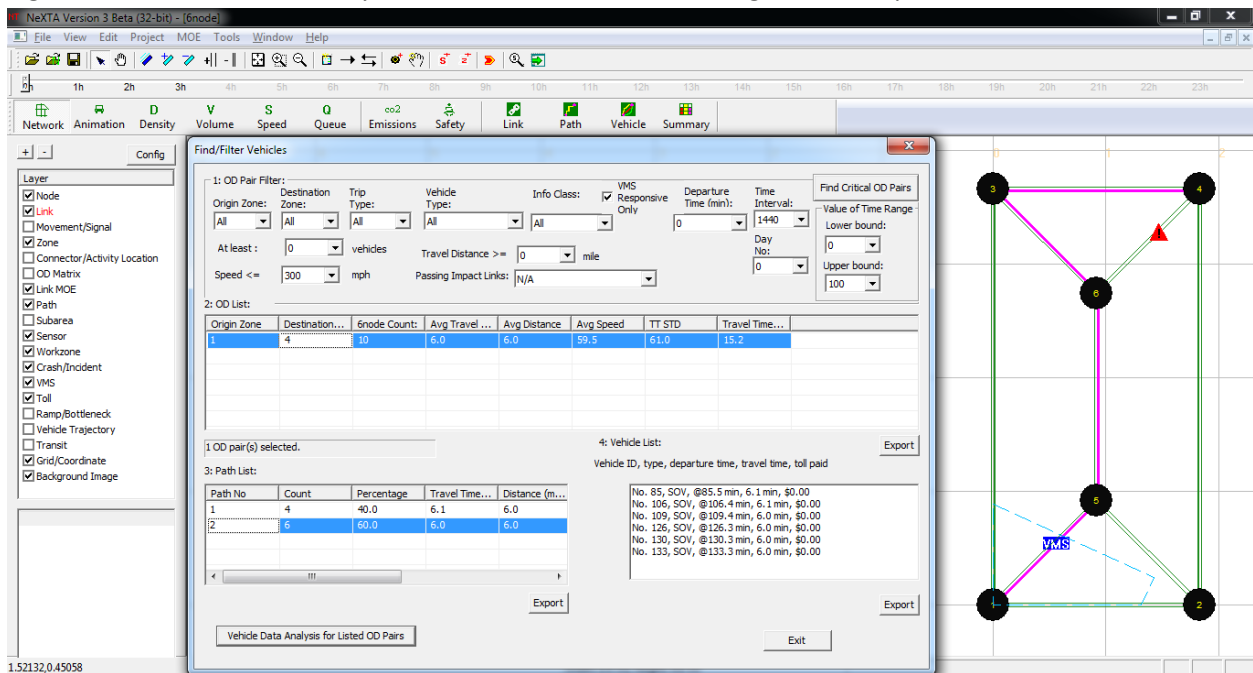 NeXTA Version 3 Beta (32-bit) - [6node]
File View Edit Project MOE Tools Window Help
0h 1h 2h 3h 4h 5h 6h 7h 8h 9h 10h 11h 12h 13h 14h 15h 16h 17h 18h 19h 20h 21h 22h 23h
D V S Q co2
Network Animation Density Volume Speed Queue Emissions Safety Link Path Vehicle Summary
+ - Config
Layer
Node
Link
Movement/Signal
Zone
Connector/Activity Location
OD Matrix
Link MOE
Path
Subarea
Sensor
Workzone
Crash/Incident
VMS
Toll
Ramp/Bottleneck
Vehicle Trajectory
Transit
Grid/Coordinate
Background Image
Find/Filter Vehicles
1: OD Pair Filter:
Origin Zone: Destination Zone: Trip Type: Vehicle Type: Info Class: VMS Responsive Only Departure Time (min): Time Interval: Find Critical OD Pairs
All All All All All 0 1440
Value of Time Range
Lower bound:
0
Upper bound:
100
At least : 0 vehicles Travel Distance >= 0 mile Day No:
0
Speed <= 300 mph Passing Impact Links: N/A
2: OD List:
Origin Zone Destination... 6node Count: Avg Travel ... Avg Distance Avg Speed TT STD Travel Time...
1 4 10 6.0 6.0 59.5 61.0 15.2
1 OD pair(s) selected.
4: Vehicle List: Export
Vehicle ID, type, departure time, travel time, toll paid
3: Path List:
Path No Count Percentage Travel Time... Distance (m...
1 4 40.0 6.1 6.0
2 6 60.0 6.0 6.0
Export
No. 85, SOV, @85.5 min, 6.1 min, $0.00
No. 106, SOV, @106.4 min, 6.1 min, $0.00
No. 109, SOV, @109.4 min, 6.0 min, $0.00
No. 126, SOV, @126.3 min, 6.0 min, $0.00
No. 130, SOV, @130.3 min, 6.0 min, $0.00
No. 133, SOV, @133.3 min, 6.0 min, $0.00
Export
Vehicle Data Analysis for Listed OD Pairs Exit
0 1 2
3 4
6
5
VMS
1 2
1.52132,0.45058